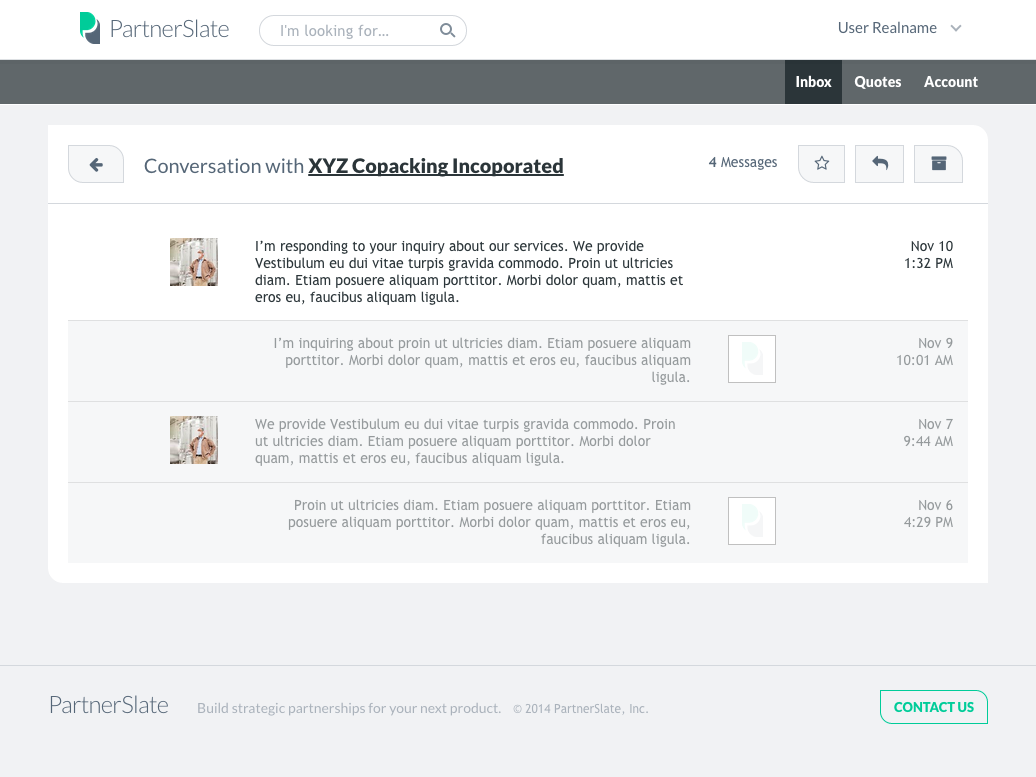 PartnerSlate
I'm looking for...
User Realname
Inbox Quotes Account
Conversation with XYZ Copacking Incoporated
4 Messages
I'm responding to your inquiry about our services. We provide
Vestibulum eu dui vitae turpis gravida commodo. Proin ut ultricies
diam. Etiam posuere aliquam porttitor. Morbi dolor quam, mattis et
eros eu, faucibus aliquam ligula.
Nov 10
1:32 PM
I'm inquiring about proin ut ultricies diam. Etiam posuere aliquam
porttitor. Morbi dolor quam, mattis et eros eu, faucibus aliquam
ligula.
Nov 9
10:01 AM
We provide Vestibulum eu dui vitae turpis gravida commodo. Proin
ut ultricies diam. Etiam posuere aliquam porttitor. Morbi dolor
quam, mattis et eros eu, faucibus aliquam ligula.
Nov 7
9:44 AM
Proin ut ultricies diam. Etiam posuere aliquam porttitor. Etiam
posuere aliquam porttitor. Morbi dolor quam, mattis et eros eu,
faucibus aliquam ligula.
Nov 6
4:29 PM
PartnerSlate
Build strategic partnerships for your next product. © 2014 PartnerSlate, Inc.
CONTACT US